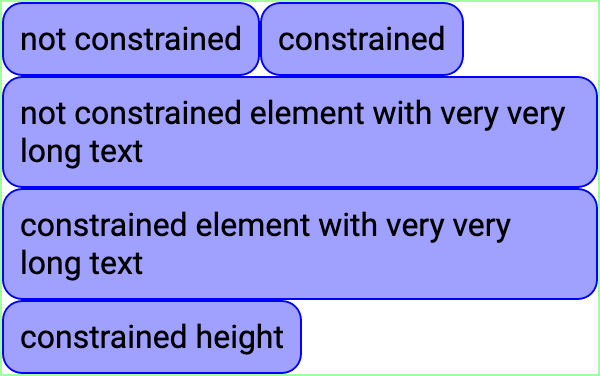 not constrained constrained
not constrained element with very very
long text
constrained element with very very
long text
constrained height